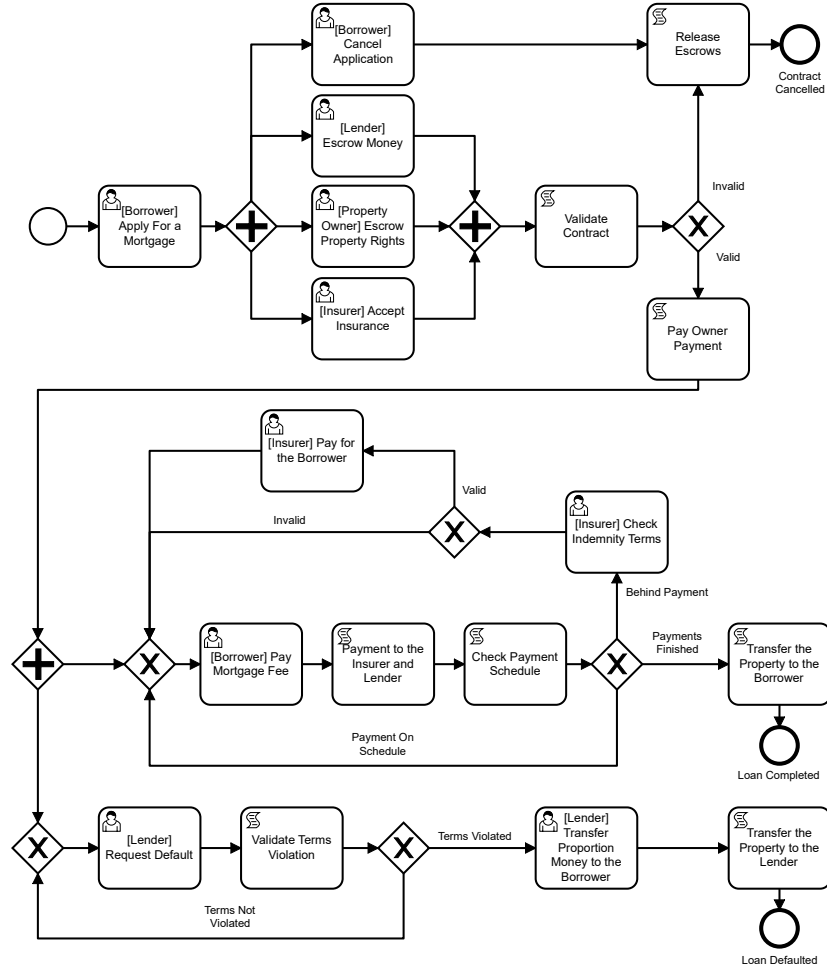 [Borrower]
Cancel
Application
Release
Escrows
Contract
Cancelled
[Lender]
Escrow Money
Invalid
[Borrower]
Apply For a
Mortgage
[Property
Owner] Escrow
Property Rights
Validate
Contract
Valid
[Insurer] Accept
Insurance
Pay Owner
Payment
[Insurer] Pay for
the Borrower
Valid
Invalid
[Insurer] Check
Indemnity Terms
Behind Payment
[Borrower] Pay
Mortgage Fee
Payment to the
Insurer and
Lender
Check Payment
Schedule
Payments
Finished
Transfer the
Property to the
Borrower
Payment On
Schedule
Loan Completed
[Lender]
Request Default
Validate Terms
Violation
Terms Violated
[Lender]
Transfer
Proportion
Money to the
Borrower
Transfer the
Property to the
Lender
Terms Not
Violated
Loan Defaulted